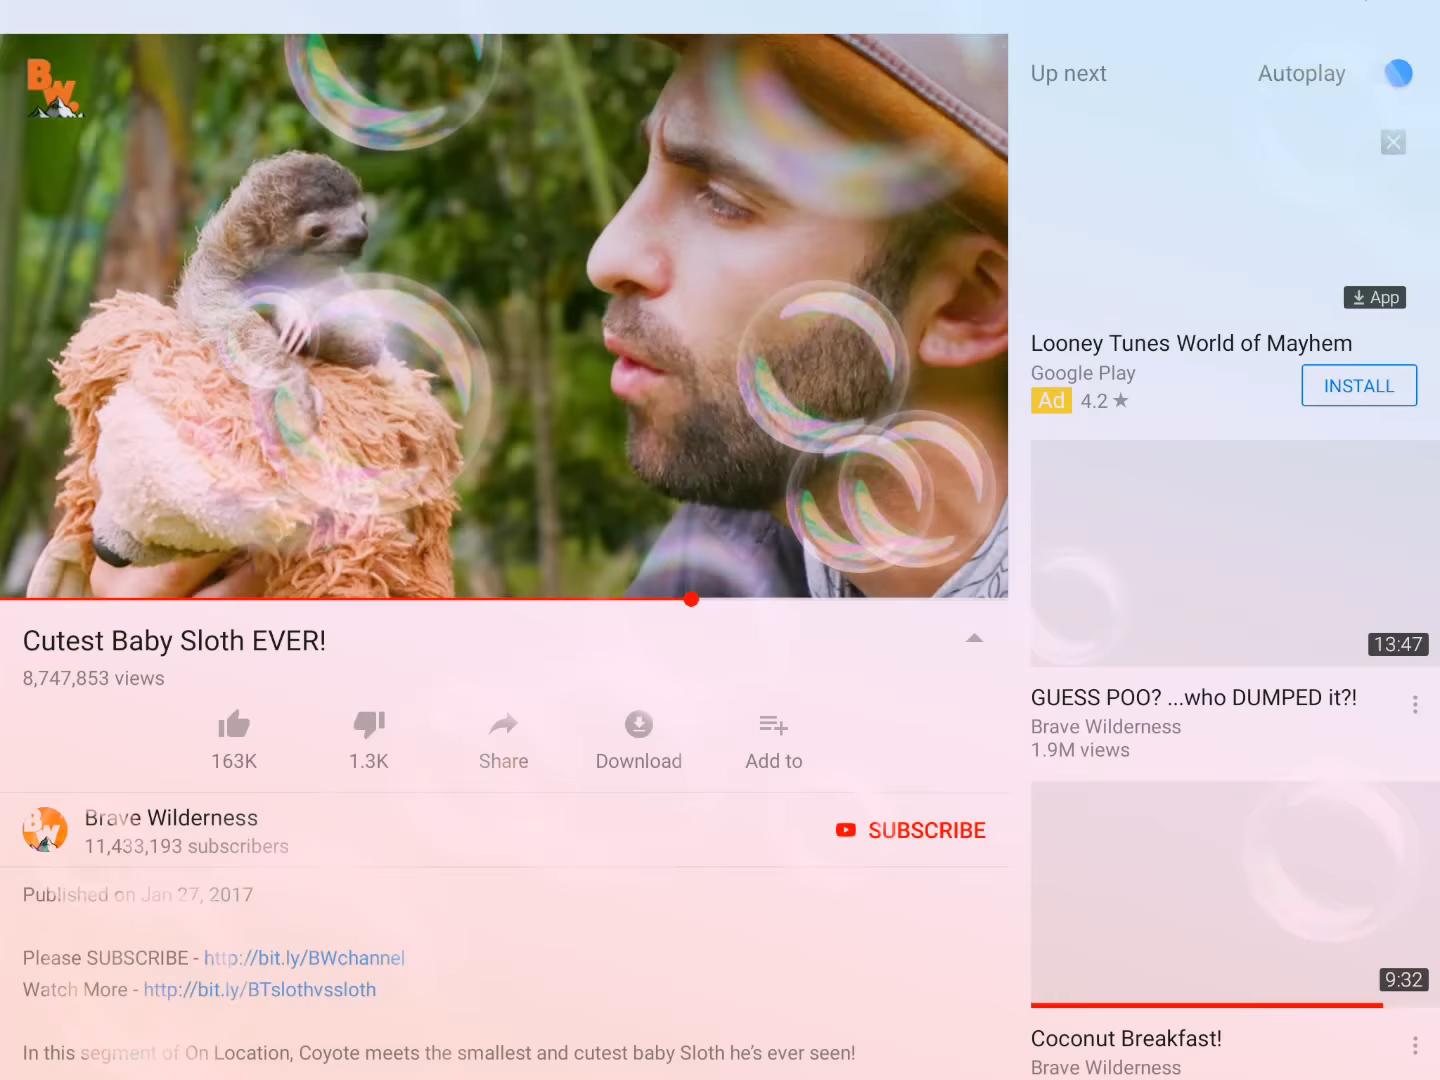 BW.
Cutest Baby Sloth EVER!
8,747,853 views
163K
1.3K
Share
Download
Add to
BW
Brave Wilderness
11,433,193 subscribers
SUBSCRIBE
Published on Jan 27, 2017
Please SUBSCRIBE - http://bit.ly/BWchannel
Watch More - http://bit.ly/BTslothvssloth
In this segment of On Location, Coyote meets the smallest and cutest baby Sloth he's ever seen!
Up next
Autoplay
App
Looney Tunes World of Mayhem
Google Play
Ad 4.2 ★
INSTALL
13:47
GUESS POO? ...who DUMPED it?!
Brave Wilderness
1.9M views
9:32
Coconut Breakfast!
Brave Wilderness